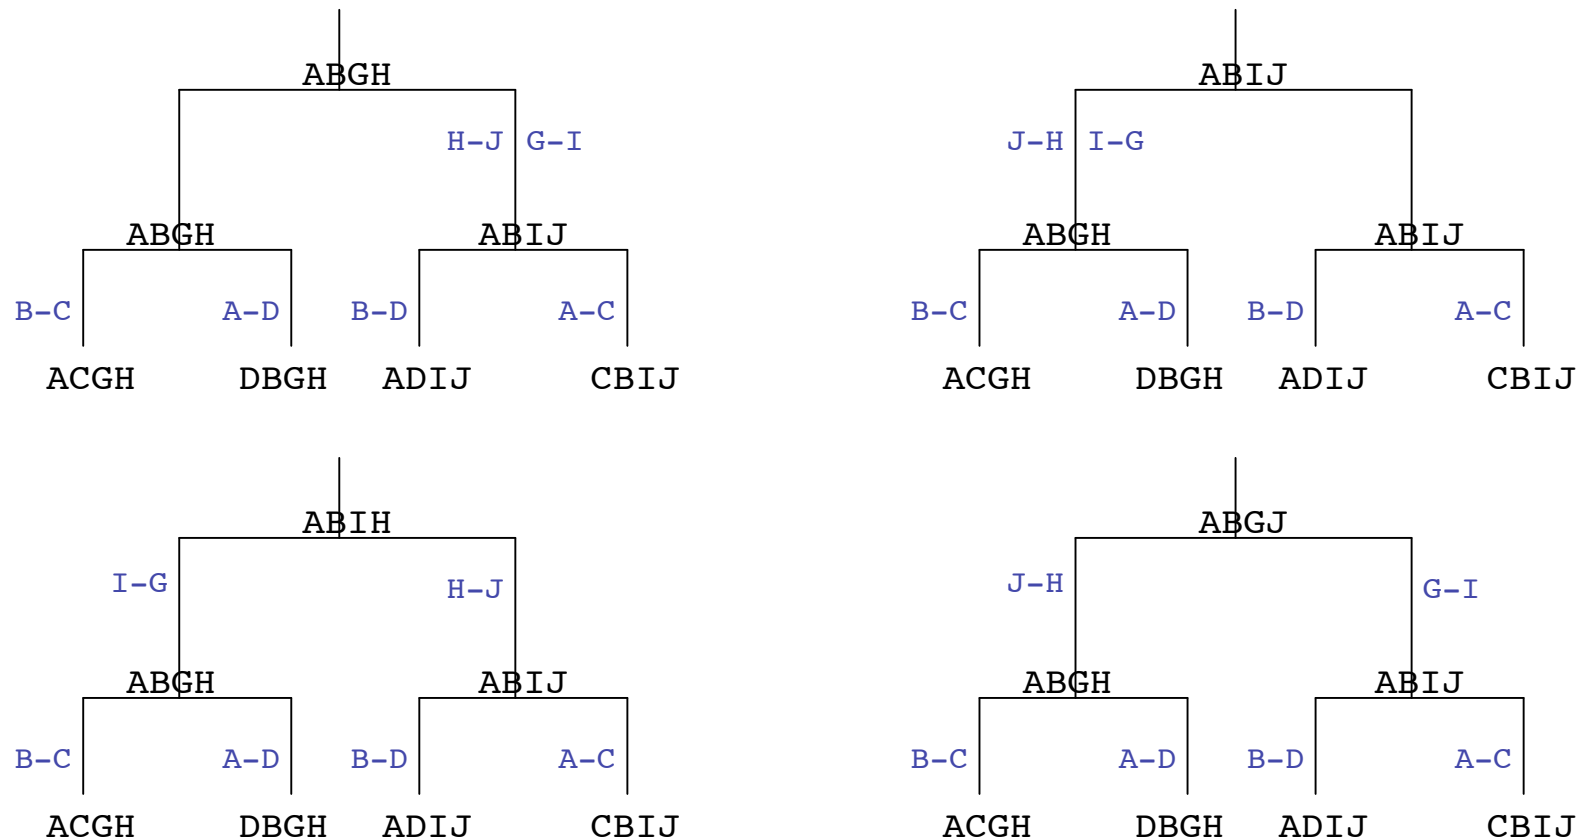 ABGH ABIJ
H-J G-I J-H I-G
ABGH ABIJ ABGH ABIJ
B-C A-D B-D A-C B-C A-D B-D A-C
ACGH DBGH ADIJ CBIJ ACGH DBGH ADIJ CBIJ
ABIH ABGJ
I-G H-J J-H G-I
ABGH ABIJ ABGH ABIJ
B-C A-D B-D A-C B-C A-D B-D A-C
ACGH DBGH ADIJ CBIJ ACGH DBGH ADIJ CBIJ